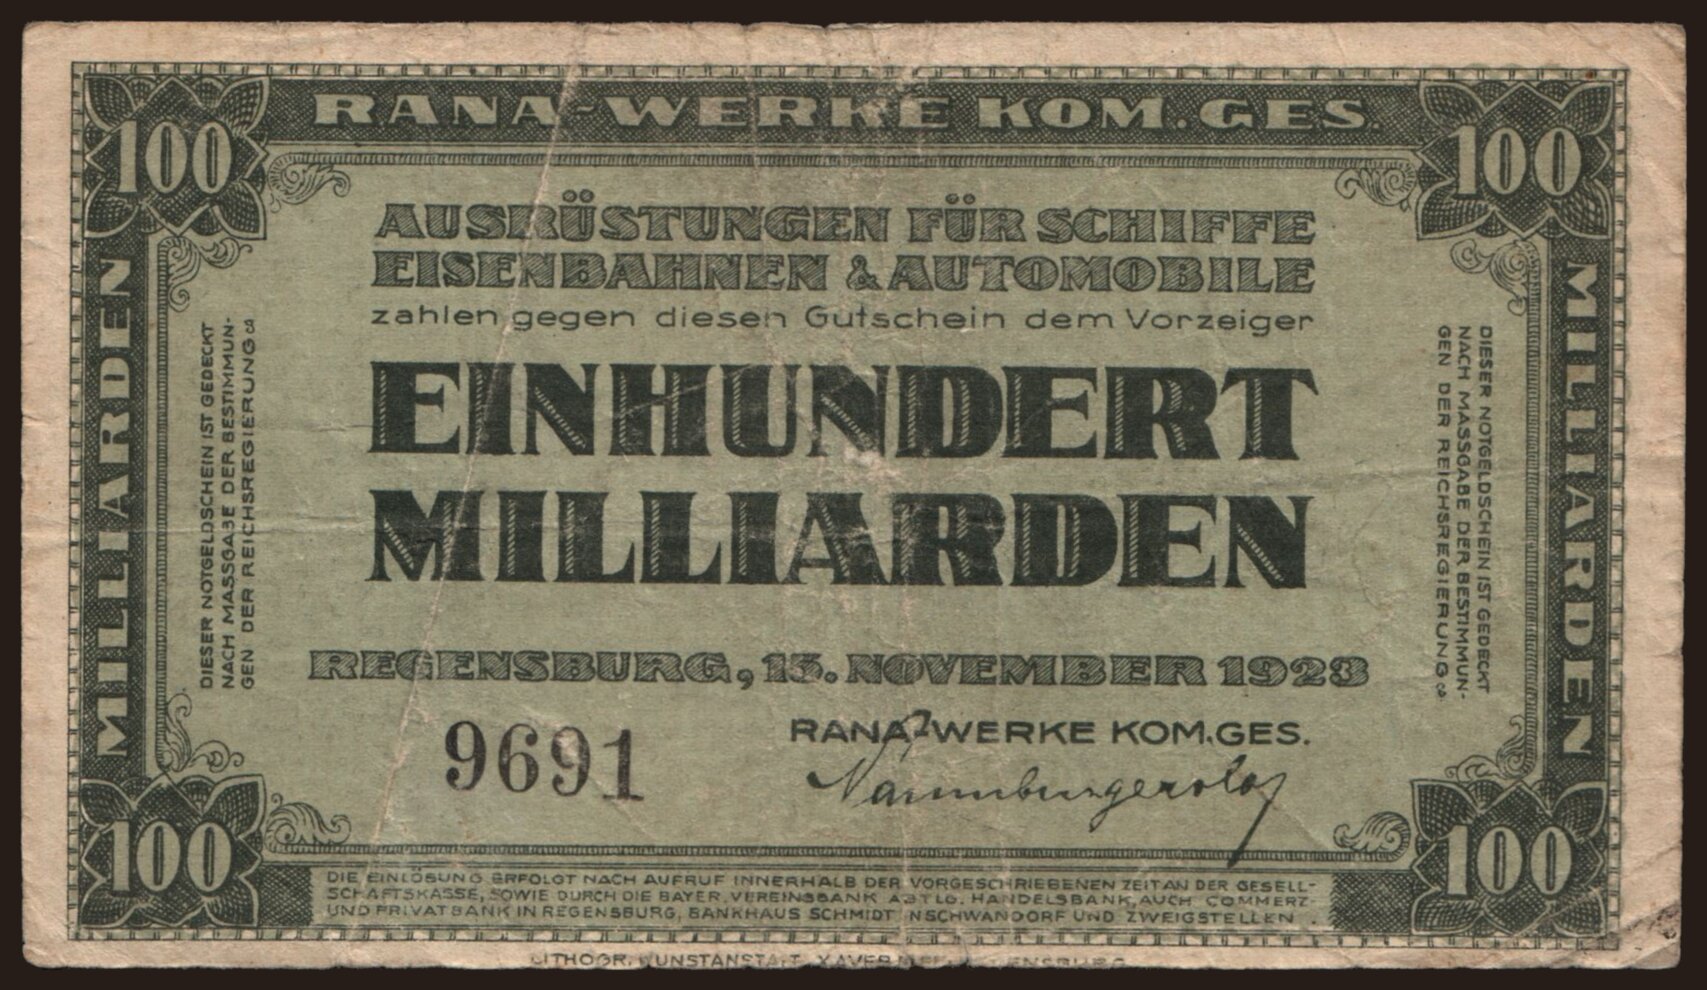 RANA-WERKE KOM.GES.
100
100
AUSRÜSTUNGEN FÜR SCHIFFE
EISENBAHNEN & AUTOMOBILE
zahlen gegen diesen Gutschein dem Vorzeiger
EINHUNDERT
MILLIARDEN
MILLIARDEN
DIESER NOTGELDSCHEIN IST GEDECKT
NACH MASSGABE DER BESTIMMUN-
GEN DER REICHSREGIERUNG
DIESER NOTGELDSCHEIN IST GEDECKT
NACH MASSGABE DER BESTIMMUN-
GEN DER REICHSREGIERUNG
MILLIARDEN
REGENSBURG, 15. NOVEMBER 1923
9691
RANA-WERKE KOM.GES.
100
100
DIE EINLÖSUNG ERFOLGT NACH AUFRUF INNERHALB DER VORGESCHRIEBENEN ZEIT AN DER GESELL-
SCHAFTSKASSE, SOWIE DURCH DIE BAYER. VEREINSBANK ABTLG. HANDELSBANK, AUCH COMMERZ-
UND PRIVATBANK IN REGENSBURG, BANKHAUS SCHMIDT NSCHWANDORF UND ZWEIGSTELLEN
LITHOGR. KUNSTANSTALT XAVER